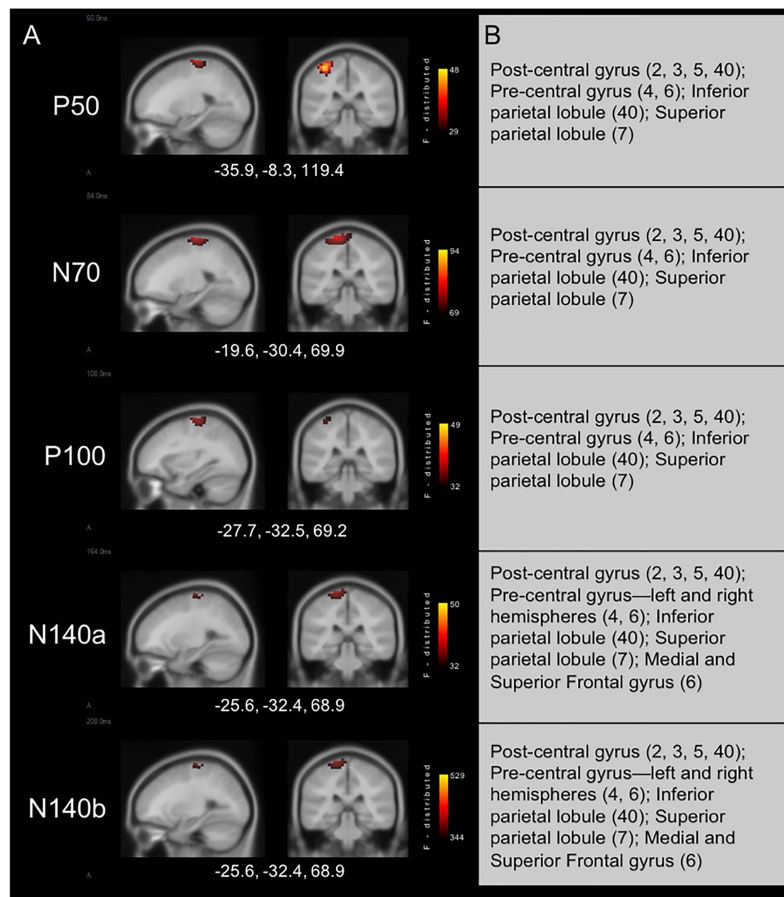 A
B
60.0ms
P50
F - distributed
48
29
A
-35.9, -8.3, 119.4
Post-central gyrus (2, 3, 5, 40);
Pre-central gyrus (4, 6); Inferior
parietal lobule (40); Superior
parietal lobule (7)
84.0ms
N70
F - distributed
94
69
A
-19.6, -30.4, 69.9
Post-central gyrus (2, 3, 5, 40);
Pre-central gyrus (4, 6); Inferior
parietal lobule (40); Superior
parietal lobule (7)
108.0ms
P100
F - distributed
49
32
A
-27.7, -32.5, 69.2
Post-central gyrus (2, 3, 5, 40);
Pre-central gyrus (4, 6); Inferior
parietal lobule (40); Superior
parietal lobule (7)
164.0ms
N140a
F - distributed
50
32
A
-25.6, -32.4, 68.9
Post-central gyrus (2, 3, 5, 40);
Pre-central gyrus—left and right
hemispheres (4, 6); Inferior
parietal lobule (40); Superior
parietal lobule (7); Medial and
Superior Frontal gyrus (6)
208.0ms
N140b
F - distributed
529
344
A
-25.6, -32.4, 68.9
Post-central gyrus (2, 3, 5, 40);
Pre-central gyrus—left and right
hemispheres (4, 6); Inferior
parietal lobule (40); Superior
parietal lobule (7); Medial and
Superior Frontal gyrus (6)